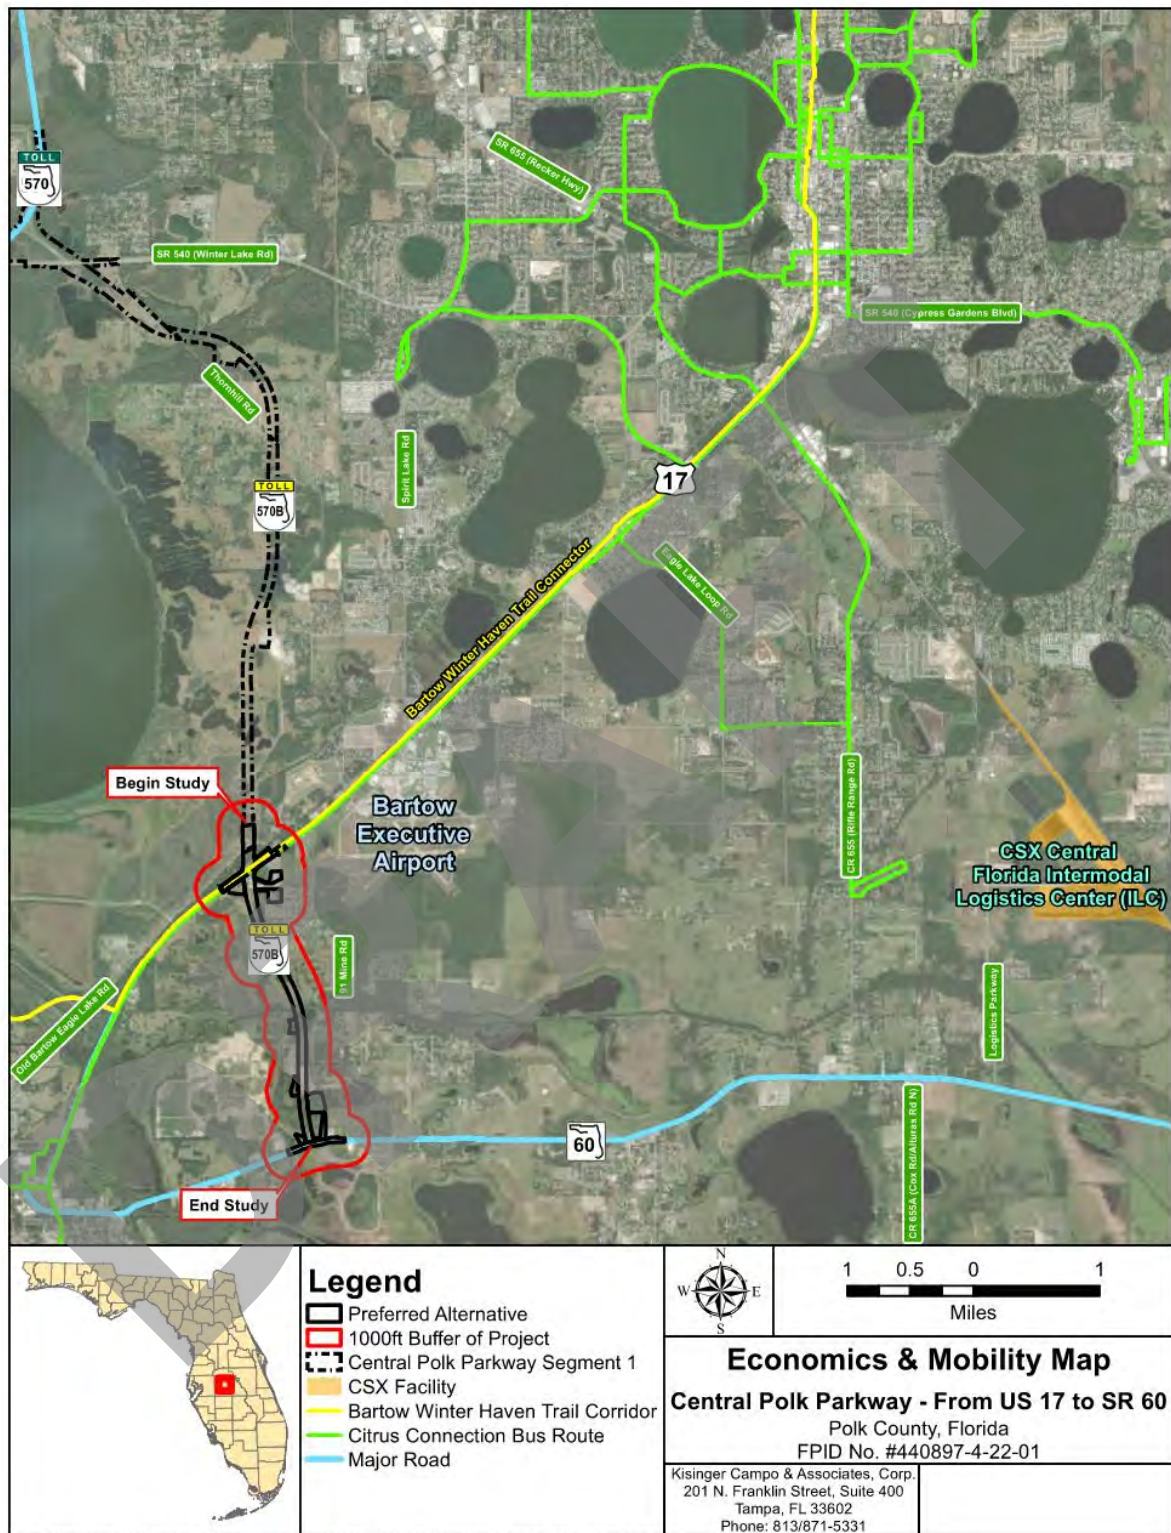 TOLL
570
SR 655 (Recker Hwy)
SR 540 (Winter Lake Rd)
SR 540 (Cypress Gardens Blvd)
Thornhill Rd
Spirit Lake Rd
TOLL
570B
17
Eagle Lake Loop Rd
Bartow Winter Haven Trail Connector
Begin Study
Bartow
Executive
Airport
CR 655 (Rifle Range Rd)
CSX Central
Florida Intermodal
Logistics Center (ILC)
TOLL
570B
91 Mine Rd
Old Bartow Eagle Lake Rd
Logistics Parkway
60
CR 655A (Cox Rd/Alturas Rd N)
End Study
Legend
Preferred Alternative
1000ft Buffer of Project
Central Polk Parkway Segment 1
CSX Facility
Bartow Winter Haven Trail Corridor
Citrus Connection Bus Route
Major Road
N
W E
S
1 0.5 0 1
Miles
Economics & Mobility Map
Central Polk Parkway - From US 17 to SR 60
Polk County, Florida
FPID No. #440897-4-22-01
Kisinger Campo & Associates, Corp.
201 N. Franklin Street, Suite 400
Tampa, FL 33602
Phone: 813/871-5331